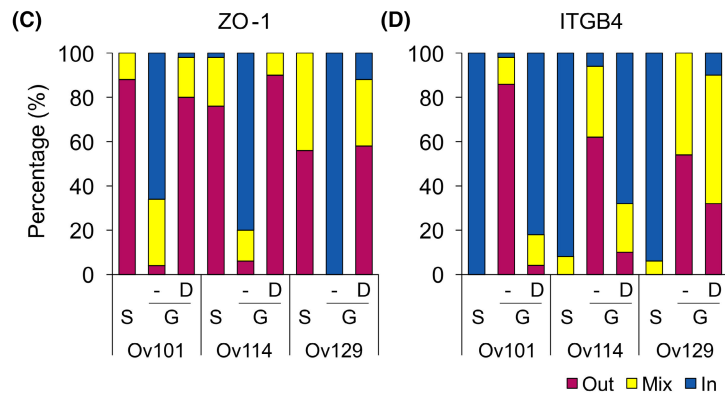 (C) ZO-1
Percentage (%)
100
80
60
40
20
0
- D - D - D
S G S G S G
Ov101 Ov114 Ov129
(D) ITGB4
100
80
60
40
20
0
- D - D - D
S G S G S G
Ov101 Ov114 Ov129
Out Mix In